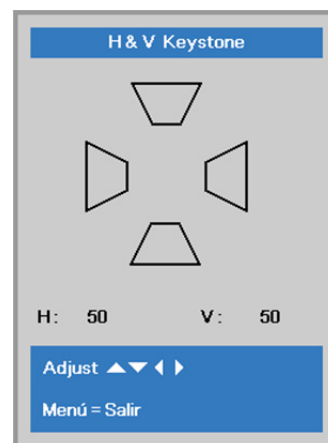 H & V Keystone
H : 50 V : 50
Adjust ▲▼◀▶
Menú = Salir